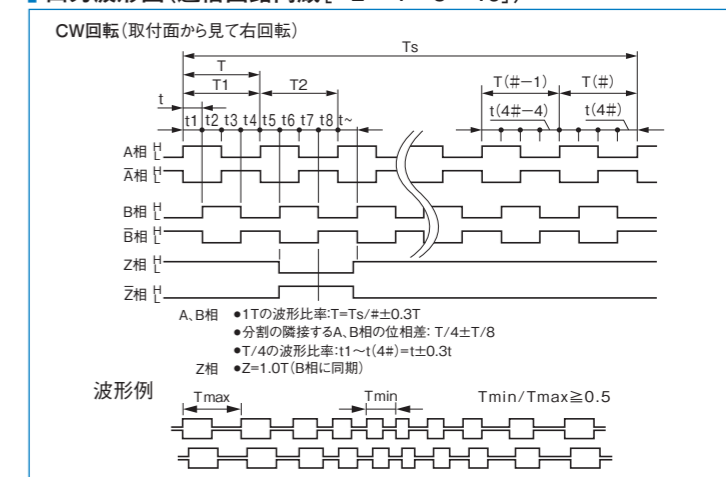 CW回転(取付面から見て右回転)
Ts
T
T1 T2 T(#−1) T(#)
t t(4#−4) t(4#)
t1 t2 t3 t4 t5 t6 t7 t8 t~
A相 H L
A̅相 H L
B相 H L
B̅相 H L
Z相 H L
Z̅相 H L
A、B相 ●1Tの波形比率:T=Ts/#±0.3T
●分割の隣接するA、B相の位相差: T/4±T/8
●T/4の波形比率:t1〜t(4#)=t±0.3t
Z相 ●Z=1.0T(B相に同期)
波形例 Tmax Tmin Tmin/Tmax≧0.5